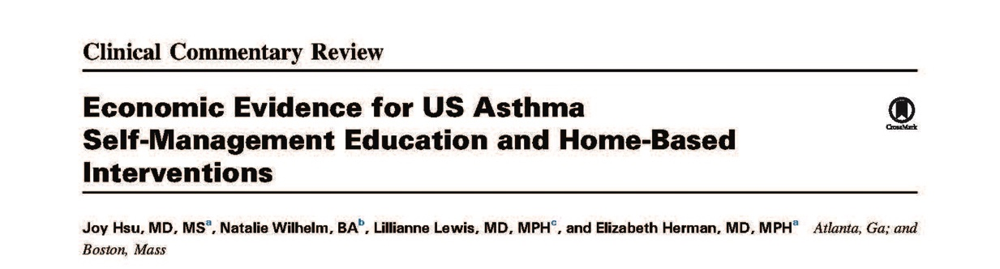 Clinical Commentary Review
Economic Evidence for US Asthma
CrossMark
Self-Management Education and Home-Based
Interventions
Joy Hsu, MD, MSa, Natalie Wilhelm, BAb, Lillianne Lewis, MD, MPHc, and Elizabeth Herman, MD, MPHa Atlanta, Ga; and
Boston, Mass